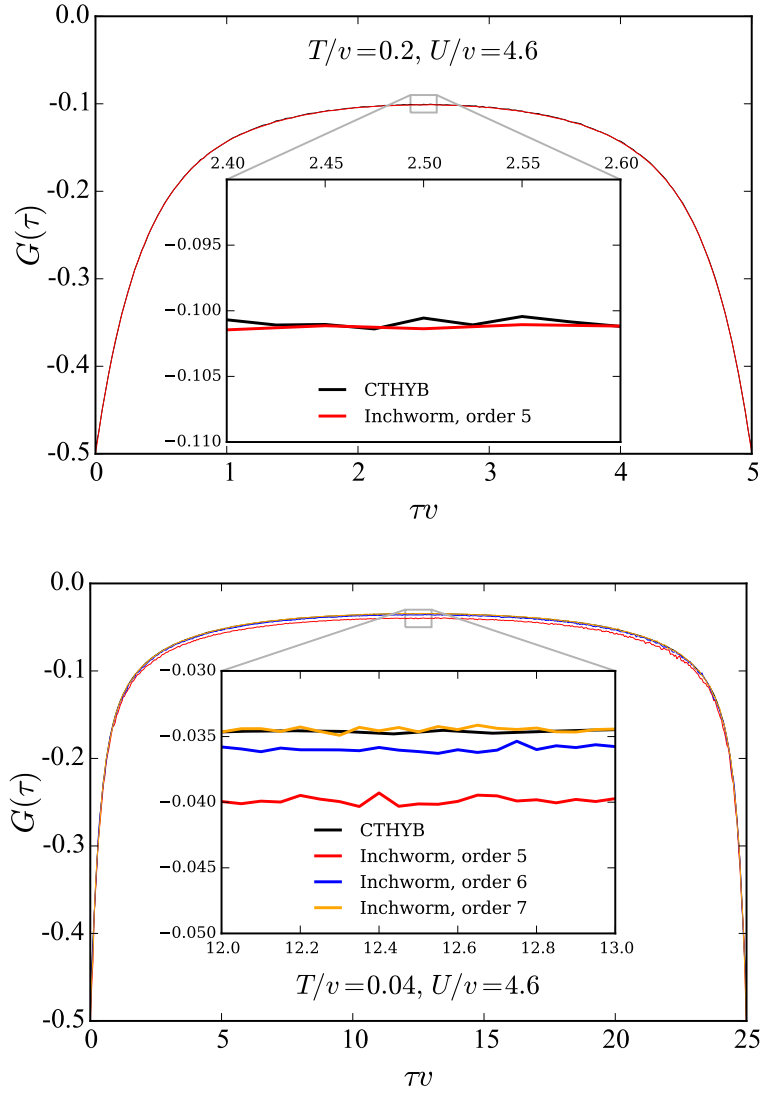 0.0
T/v=0.2, U/v=4.6
-0.1
2.40 2.45 2.50 2.55 2.60
-0.2
−0.095
G(τ)
-0.3
−0.100
−0.105
-0.4
CTHYB
Inchworm, order 5
−0.110
-0.5
0 1 2 3 4 5
τv
0.0
-0.1
−0.030
-0.2
−0.035
G(τ)
-0.3
−0.040
CTHYB
Inchworm, order 5
−0.045
Inchworm, order 6
-0.4
Inchworm, order 7
−0.050
12.0 12.2 12.4 12.6 12.8 13.0
T/v=0.04, U/v=4.6
-0.5
0 5 10 15 20 25
τv